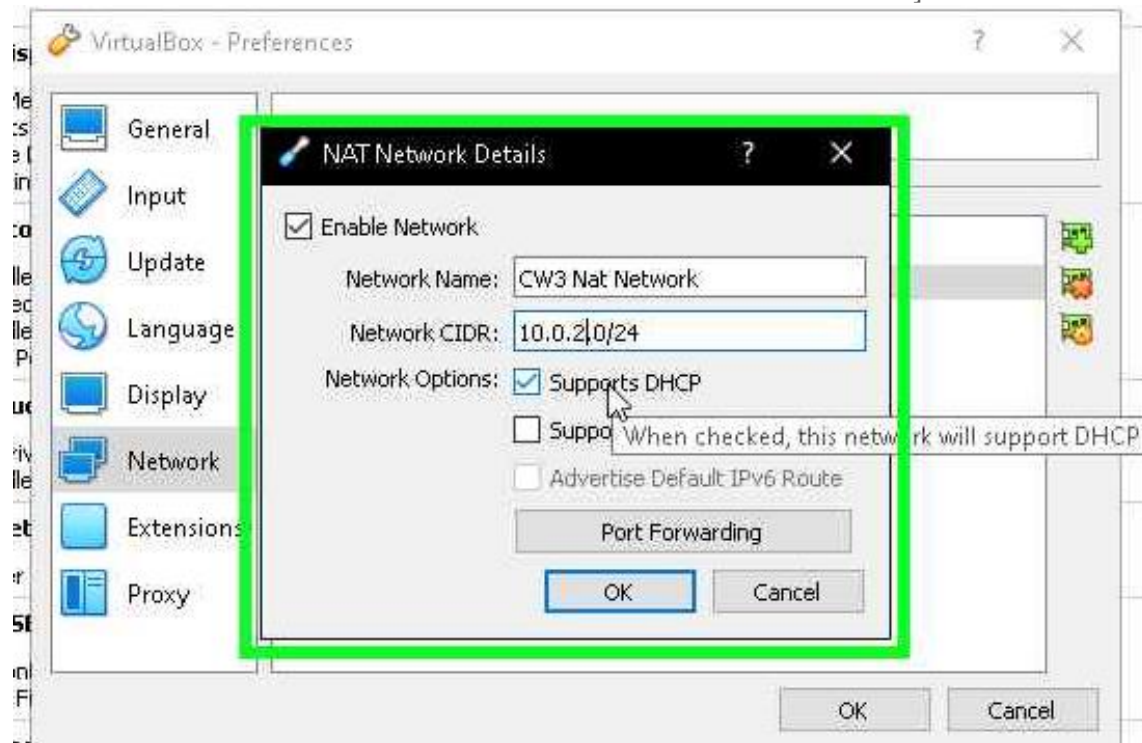 VirtualBox - Preferences ?
General
Input
Update
Language
Display
Network
Extensions
Proxy
NAT Network Details ?
Enable Network
Network Name: CW3 Nat Network
Network CIDR: 10.0.2.0/24
Network Options: Supports DHCP
When checked, this network will support DHCP
Advertise Default IPv6 Route
Port Forwarding
OK Cancel
OK Cancel